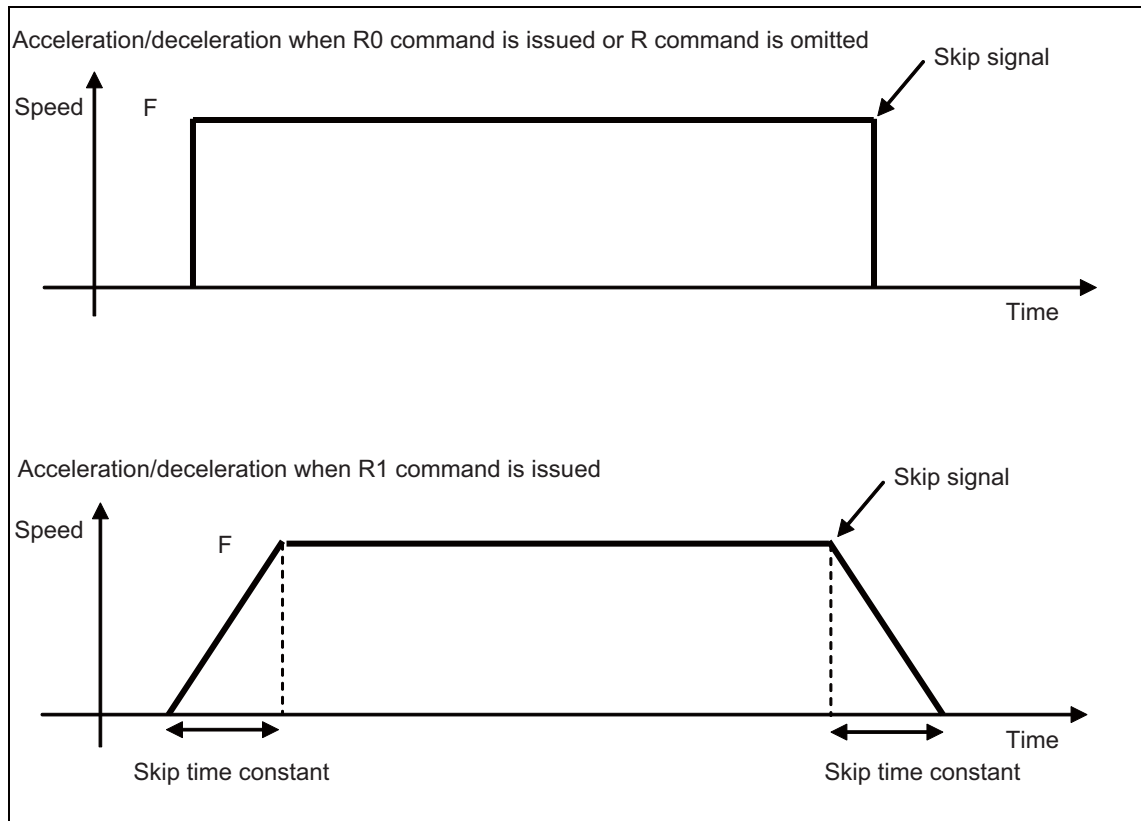 Acceleration/deceleration when R0 command is issued or R command is omitted
Skip signal
Speed
F
Time
Acceleration/deceleration when R1 command is issued
Skip signal
Speed
F
Time
Skip time constant
Skip time constant